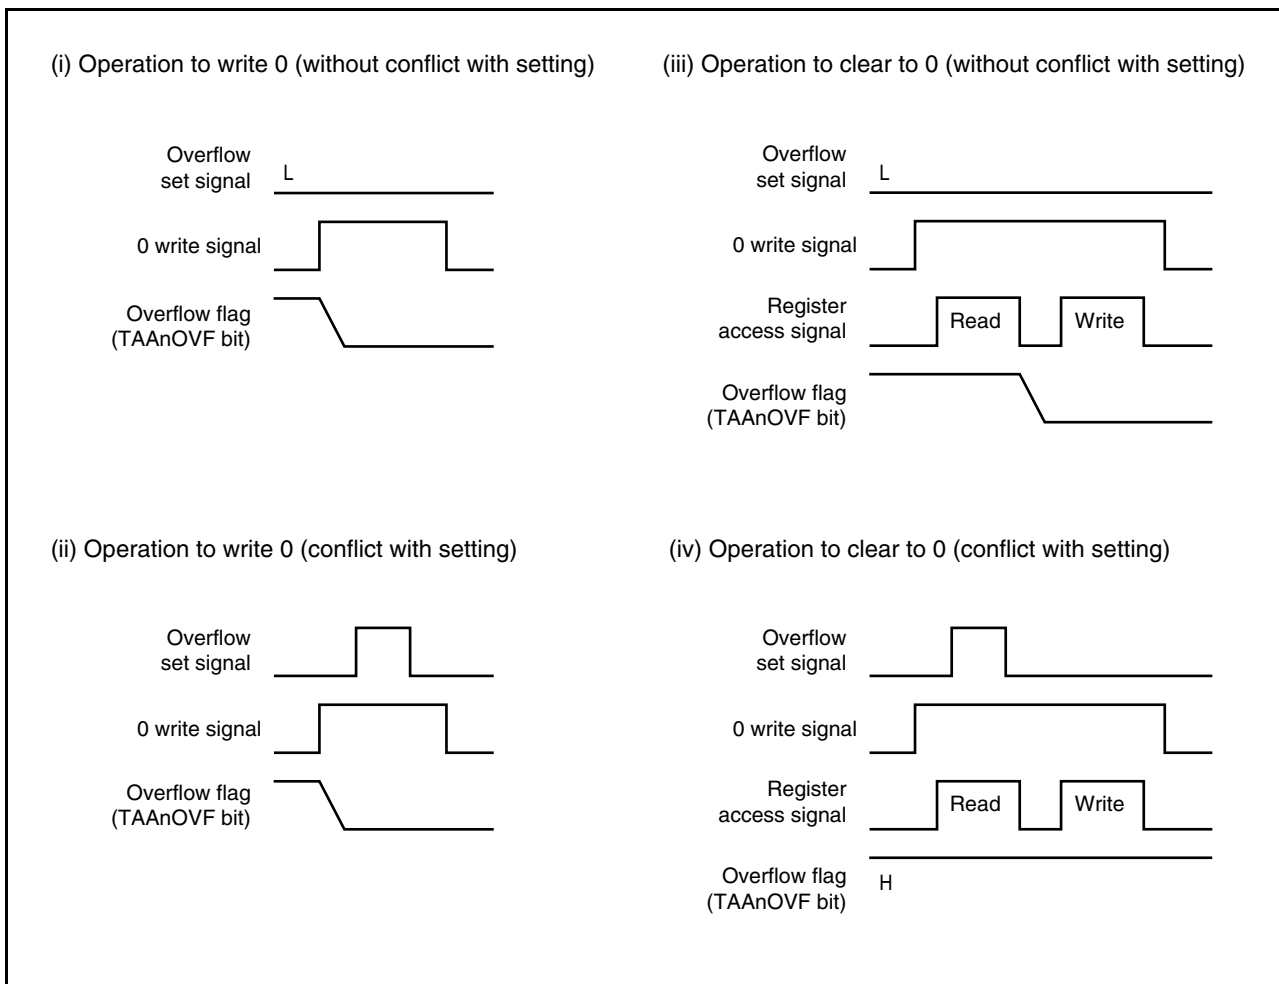 (i) Operation to write 0 (without conflict with setting)
Overflow
set signal
L
0 write signal
Overflow flag
(TAAnOVF bit)
(iii) Operation to clear to 0 (without conflict with setting)
Overflow
set signal
L
0 write signal
Register
access signal
Read
Write
Overflow flag
(TAAnOVF bit)
(ii) Operation to write 0 (conflict with setting)
Overflow
set signal
0 write signal
Overflow flag
(TAAnOVF bit)
(iv) Operation to clear to 0 (conflict with setting)
Overflow
set signal
0 write signal
Register
access signal
Read
Write
Overflow flag
(TAAnOVF bit)
H